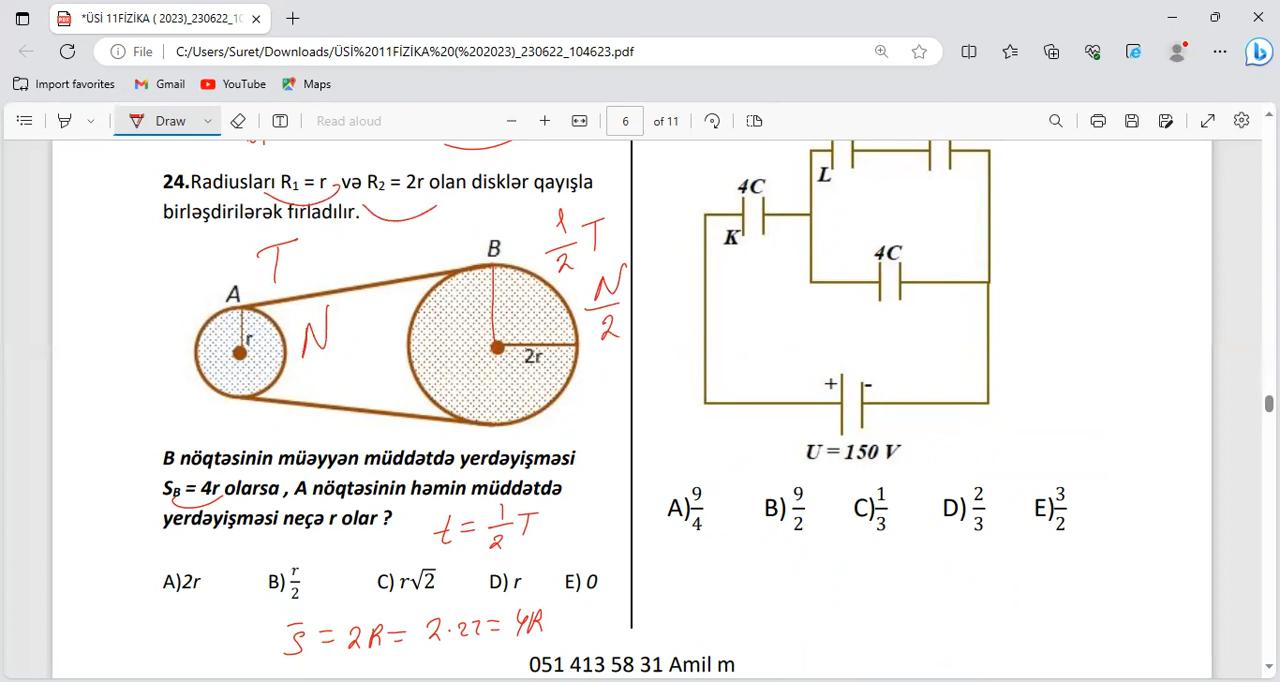 *ÜSİ 11FİZİKA ( 2023)_230622_10
File
C:/Users/Suret/Downloads/ÜSİ%2011FİZİKA%20(%202023)_230622_104623.pdf
Import favorites
Gmail
YouTube
Maps
Draw
Read aloud
6
of 11
24.Radiusları R₁ = r və R₂ = 2r olan disklər qayışla
birləşdirilərək fırladılır.
T
A
r
N
B
2r
1/2 T
N/2
B nöqtəsinin müəyyən müddətdə yerdəyişməsi
S_B = 4r olarsa , A nöqtəsinin həmin müddətdə
yerdəyişməsi neçə r olar ?
t = 1/2 T
A)2r B) r/2 C) r√2 D) r E) 0
S = 2R =
4R
4C
K
L
4C
+ -
U = 150 V
A) 9/4 B) 9/2 C) 1/3 D) 2/3 E) 3/2
051 413 58 31 Amil m